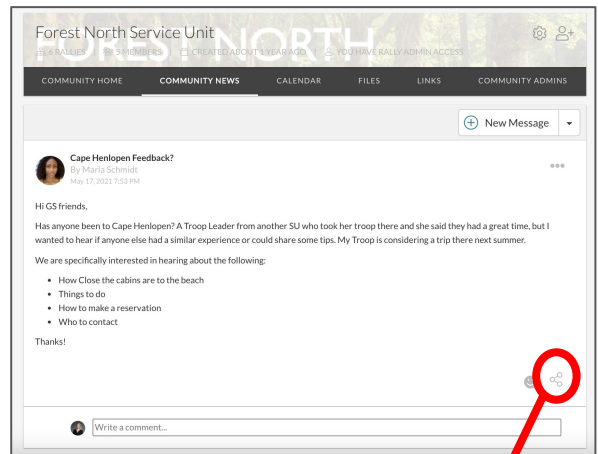 Forest North Service Unit
6 RALLIES | 5 MEMBERS | CREATED ABOUT 1 YEAR AGO | YOU HAVE RALLY ADMIN ACCESS
COMMUNITY HOME COMMUNITY NEWS CALENDAR FILES LINKS COMMUNITY ADMINS
New Message
Cape Henlopen Feedback?
By Marla Schmidt
May 17, 2021 7:53 PM
Hi GS friends,
Has anyone been to Cape Henlopen? A Troop Leader from another SU who took her troop there and she said they had a great time, but I
wanted to hear if anyone else had a similar experience or could share some tips. My Troop is considering a trip there next summer.
We are specifically interested in hearing about the following:
• How Close the cabins are to the beach
• Things to do
• How to make a reservation
• Who to contact
Thanks!
Write a comment...